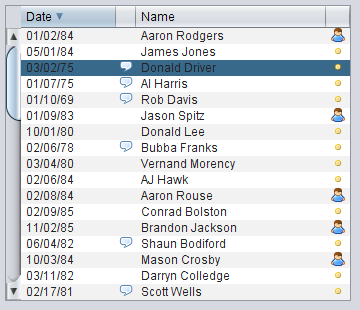 Date Name
01/02/84 Aaron Rodgers
05/01/84 James Jones
03/02/75 Donald Driver
01/07/75 Al Harris
01/10/69 Rob Davis
01/09/83 Jason Spitz
10/01/80 Donald Lee
02/06/78 Bubba Franks
03/04/80 Vernand Morency
02/06/84 AJ Hawk
02/08/84 Aaron Rouse
02/09/85 Conrad Bolston
11/02/85 Brandon Jackson
06/04/82 Shaun Bodiford
10/03/84 Mason Crosby
03/11/82 Darryn Colledge
02/17/81 Scott Wells